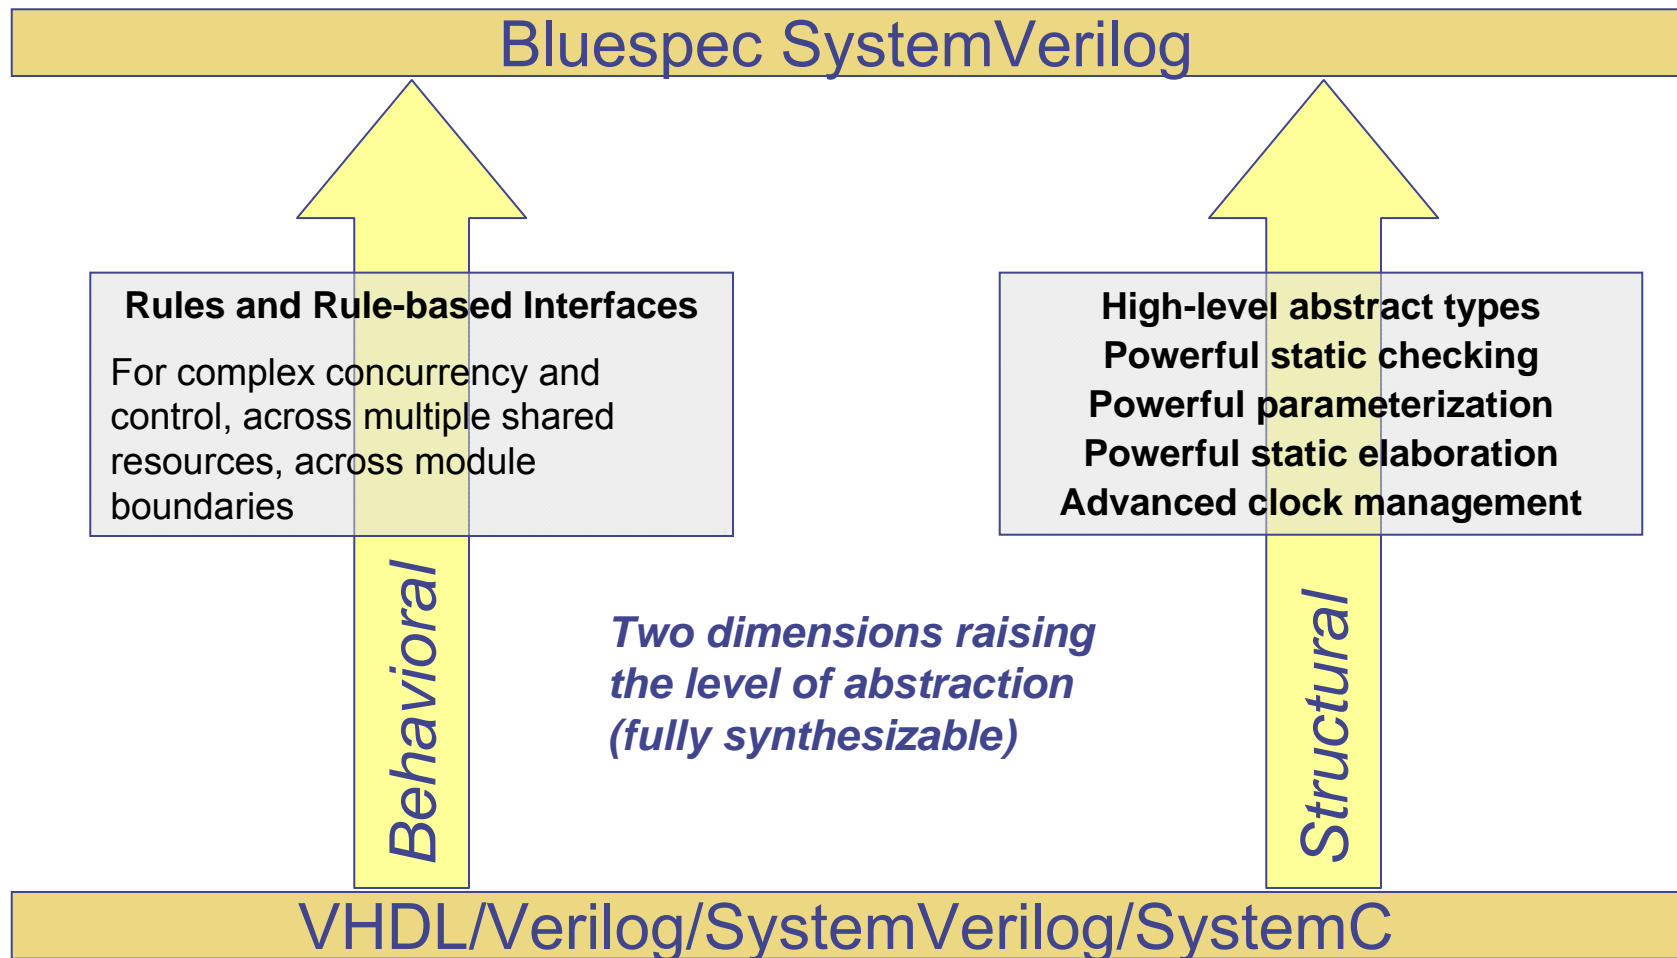 Bluespec SystemVerilog
Rules and Rule-based Interfaces
For complex concurrency and
control, across multiple shared
resources, across module
boundaries
High-level abstract types
Powerful static checking
Powerful parameterization
Powerful static elaboration
Advanced clock management
Behavioral
Two dimensions raising
the level of abstraction
(fully synthesizable)
Structural
VHDL/Verilog/SystemVerilog/SystemC